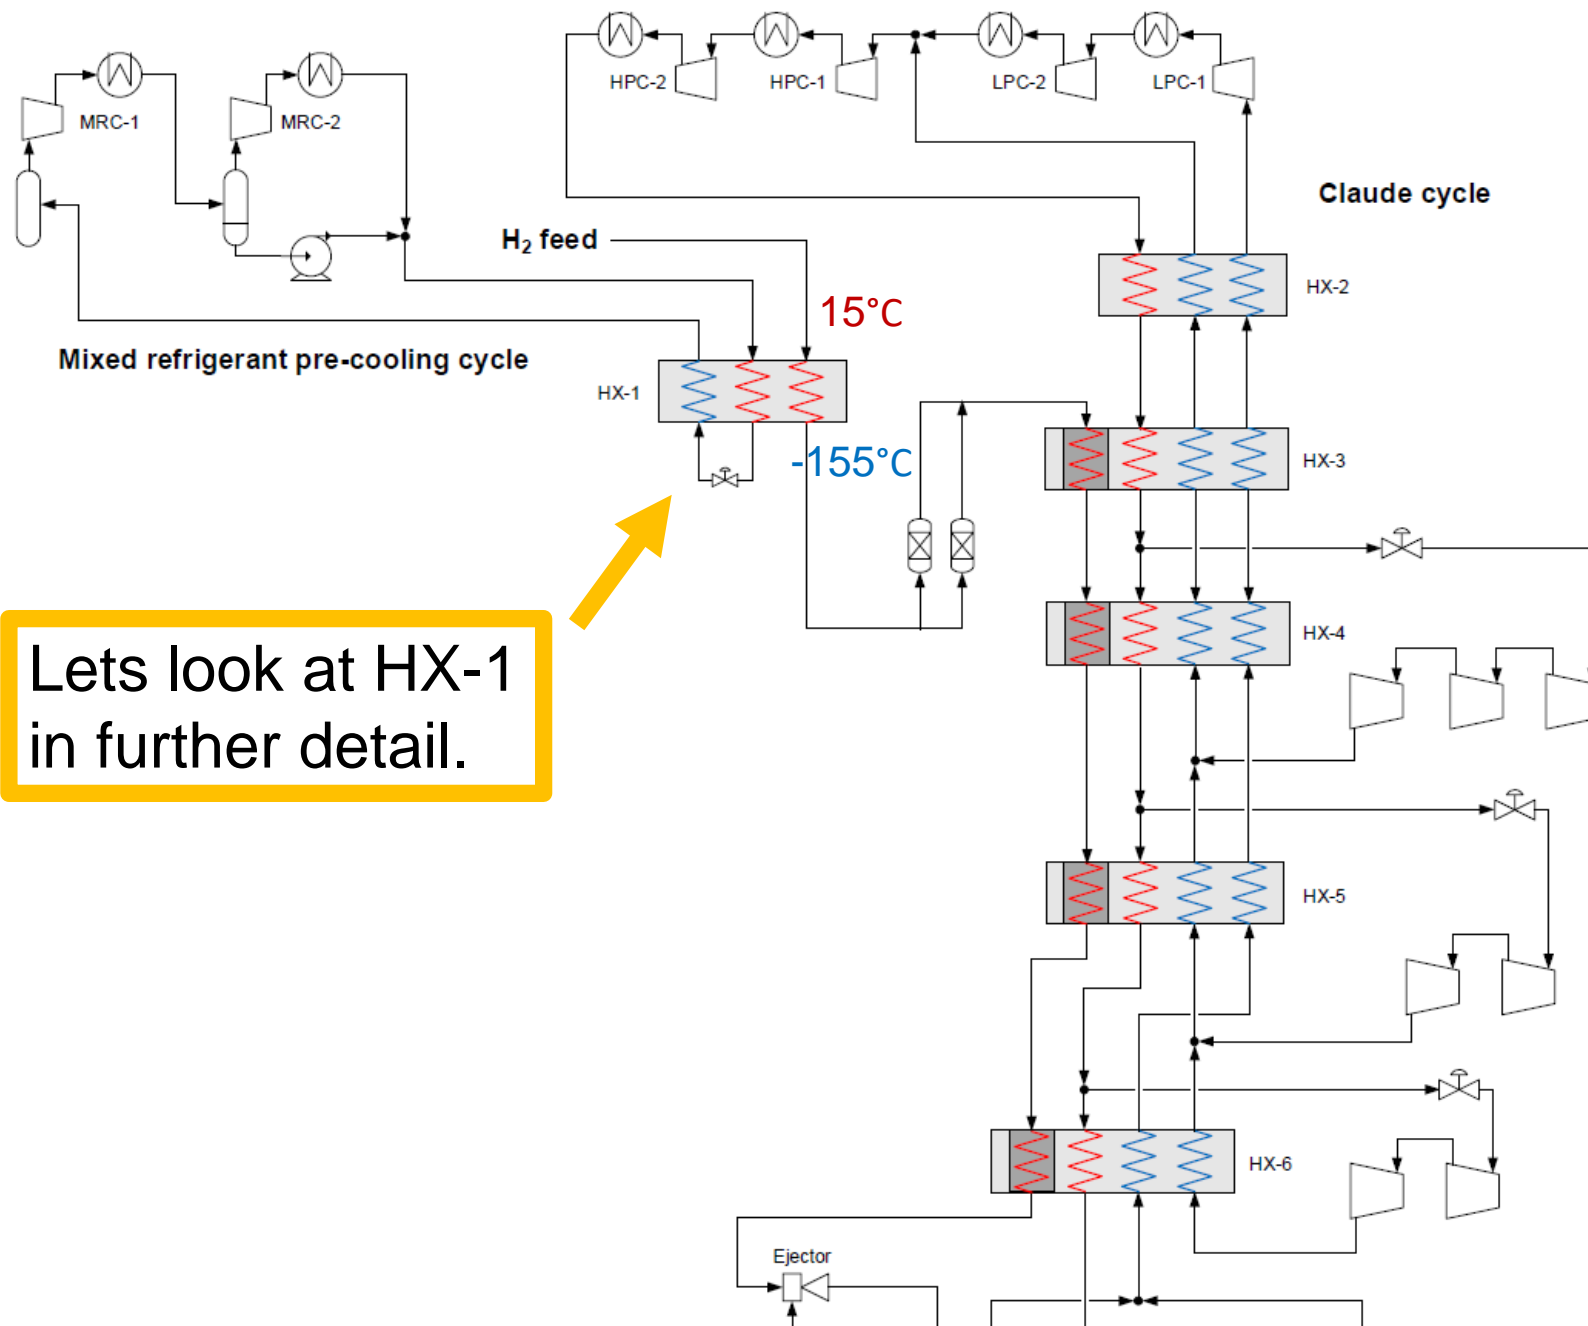 HPC-2
HPC-1
LPC-2
LPC-1
MRC-1
MRC-2
Claude cycle
H₂ feed
HX-2
15°C
Mixed refrigerant pre-cooling cycle
HX-1
-155°C
HX-3
HX-4
Lets look at HX-1
in further detail.
HX-5
HX-6
Ejector